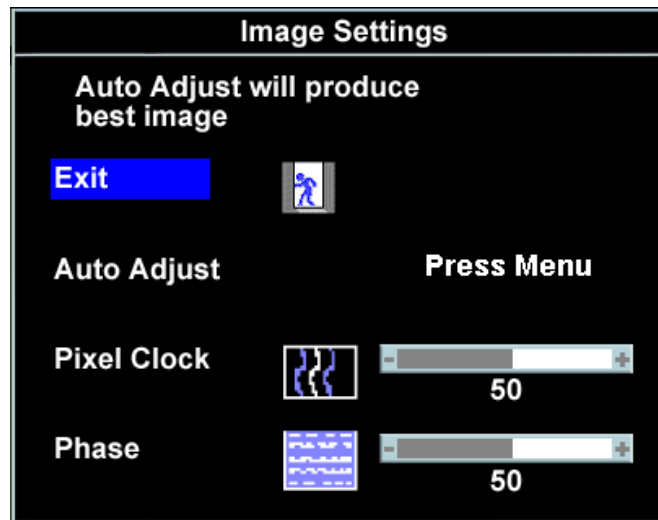 Image Settings
Auto Adjust will produce
best image
Exit
Auto Adjust Press Menu
Pixel Clock - +
50
Phase - +
50